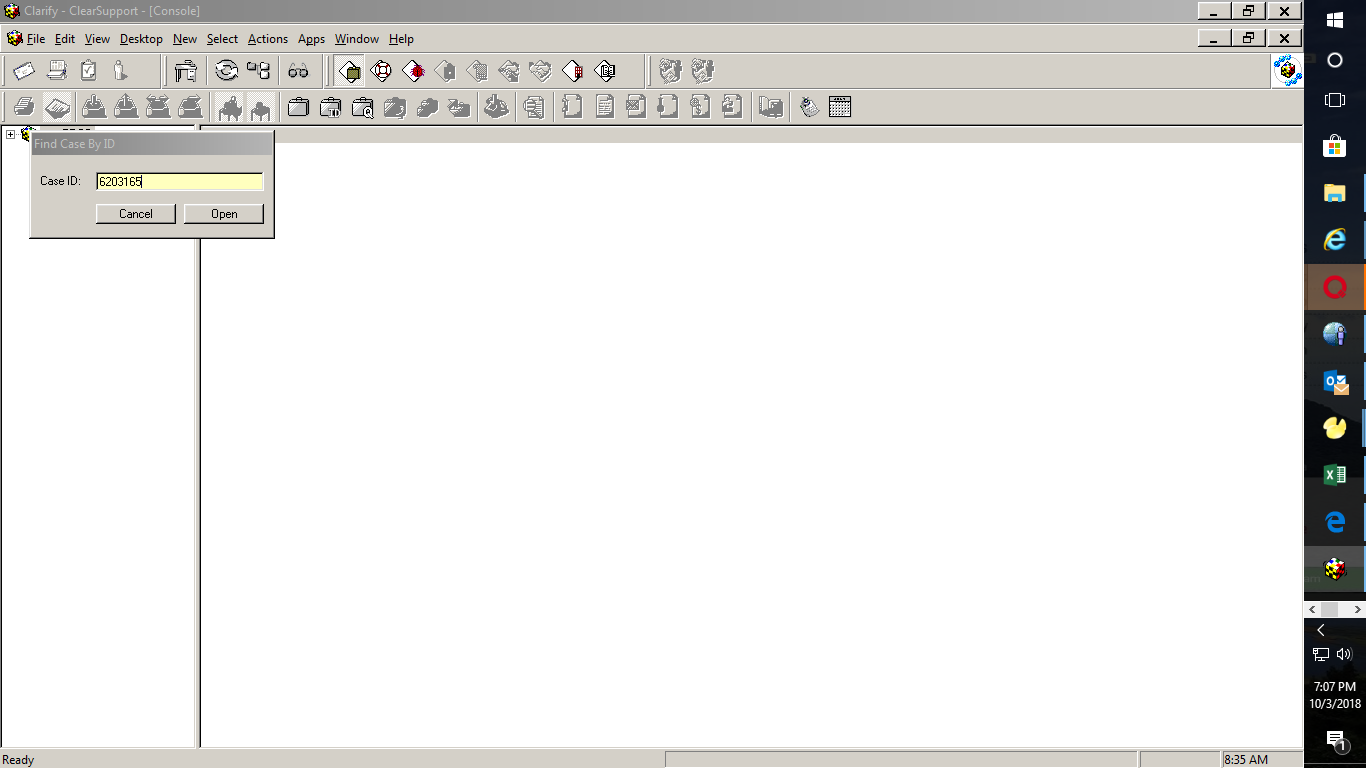 Clarify - ClearSupport - [Console]
File Edit View Desktop New Select Actions Apps Window Help
Find Case By ID
Case ID: 6203165
Cancel Open
Ready
8:35 AM
7:07 PM
10/3/2018
1